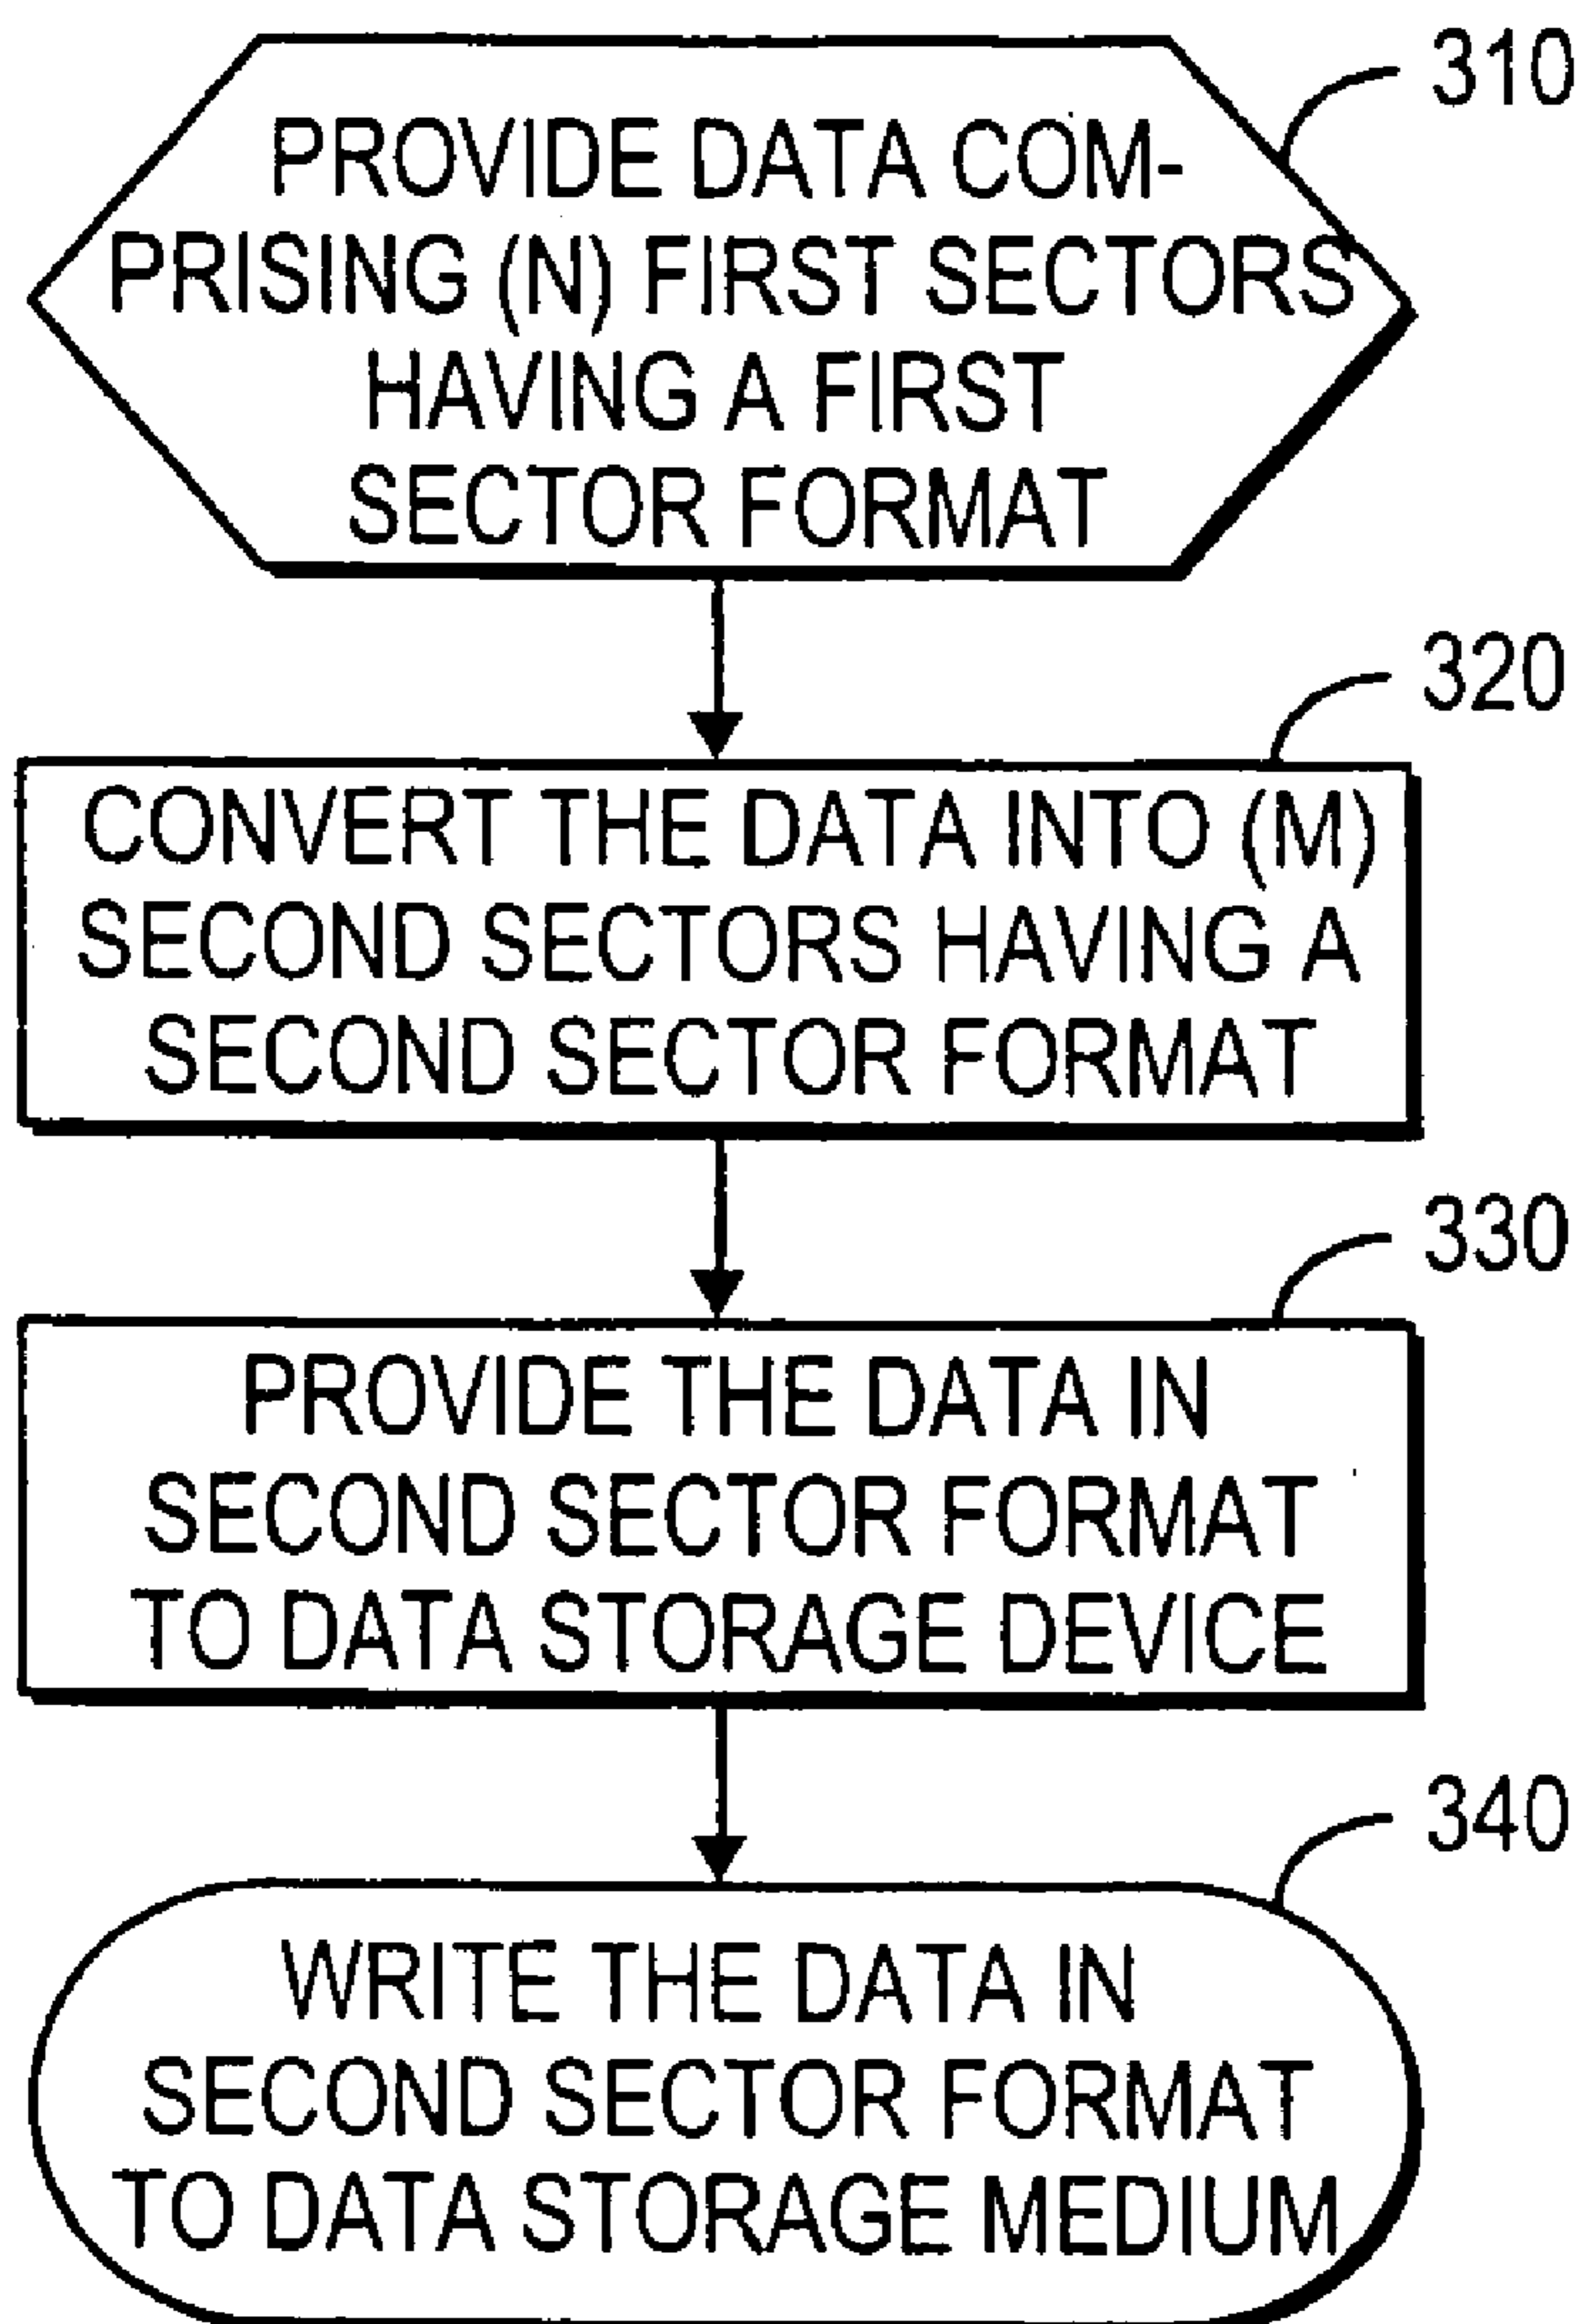 310
PROVIDE DATA COM-
PRISING (N) FIRST SECTORS
HAVING A FIRST
SECTOR FORMAT
320
CONVERT THE DATA INTO (M)
SECOND SECTORS HAVING A
SECOND SECTOR FORMAT
330
PROVIDE THE DATA IN
SECOND SECTOR FORMAT
TO DATA STORAGE DEVICE
340
WRITE THE DATA IN
SECOND SECTOR FORMAT
TO DATA STORAGE MEDIUM